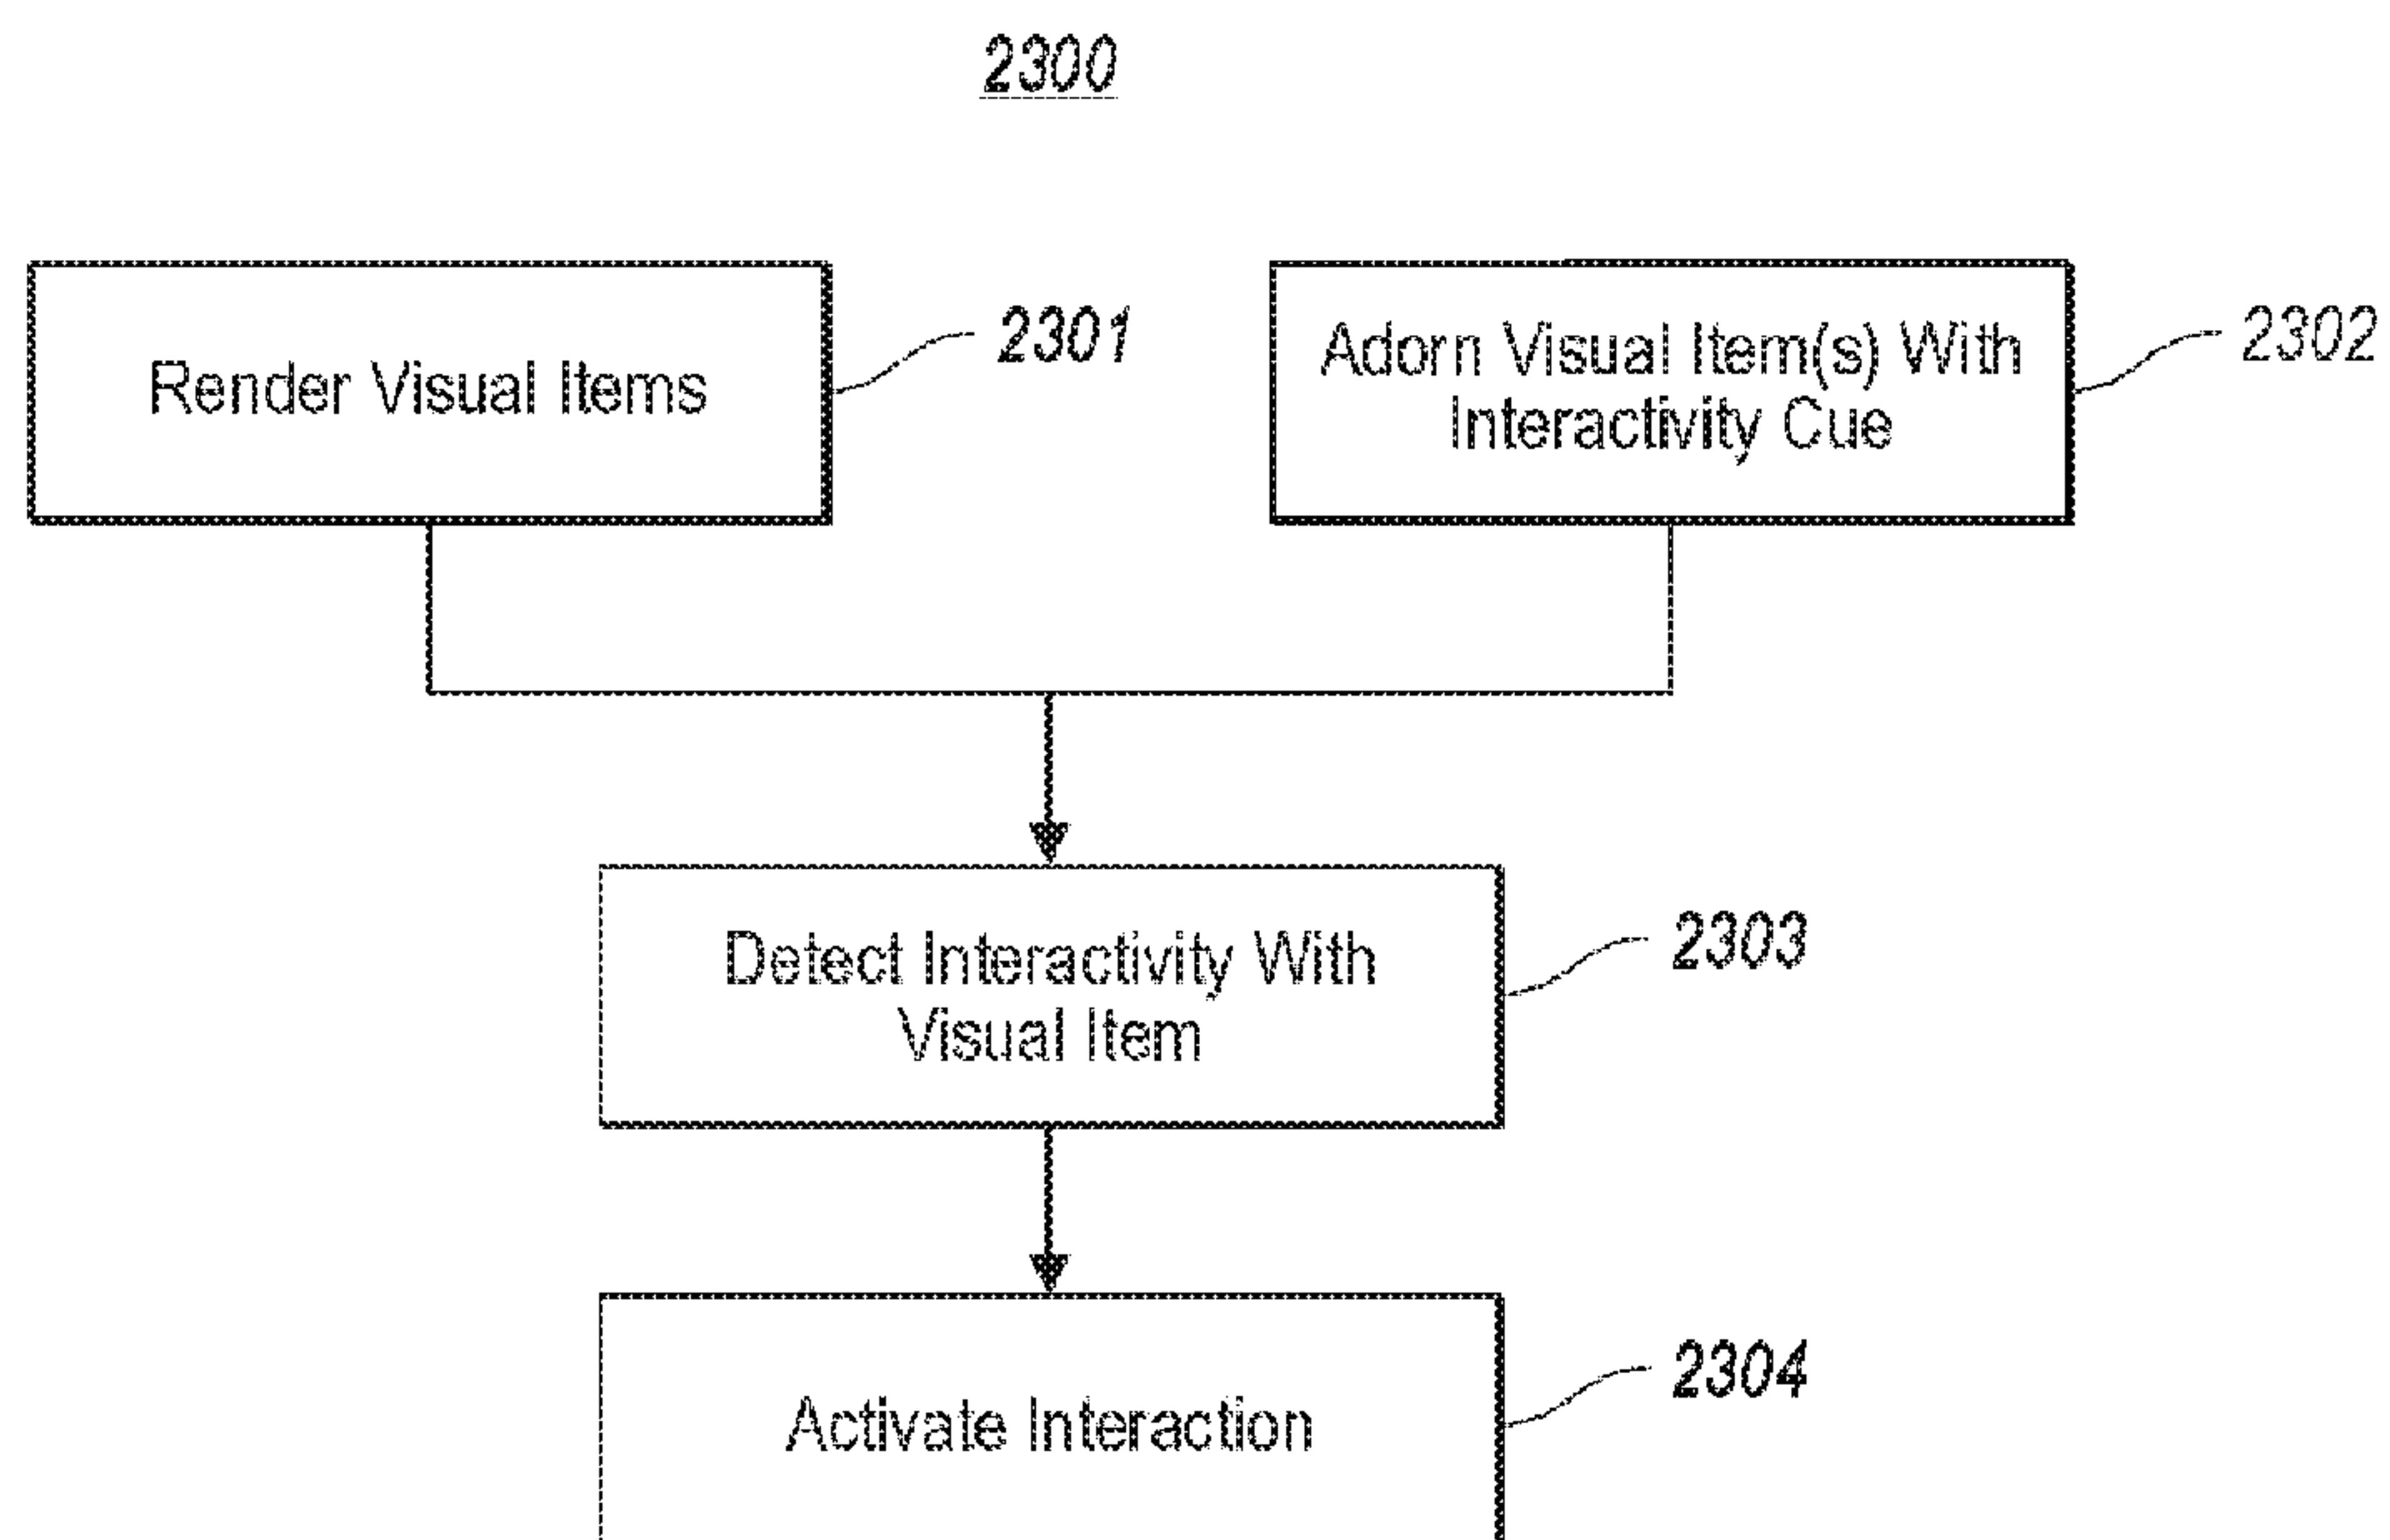 2300
Render Visual Items
2301
Adorn Visual Item(s) With
Interactivity Cue
2302
Detect Interactivity With
Visual Item
2303
Activate Interaction
2304